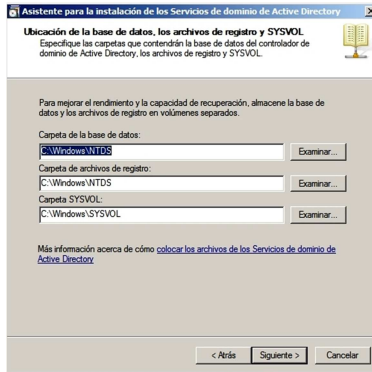 Asistente para la instalación de los Servicios de dominio de Active Directory
Ubicación de la base de datos, los archivos de registro y SYSVOL
Especifique las carpetas que contendrán la base de datos del controlador de
dominio de Active Directory, los archivos de registro y SYSVOL.
Para mejorar el rendimiento y la capacidad de recuperación, almacene la base de
datos y los archivos de registro en volúmenes separados.
Carpeta de la base de datos:
C:\Windows\NTDS Examinar...
Carpeta de archivos de registro:
C:\Windows\NTDS Examinar...
Carpeta SYSVOL:
C:\Windows\SYSVOL Examinar...
Más información acerca de cómo colocar los archivos de los Servicios de dominio de
Active Directory
< Atrás Siguiente > Cancelar